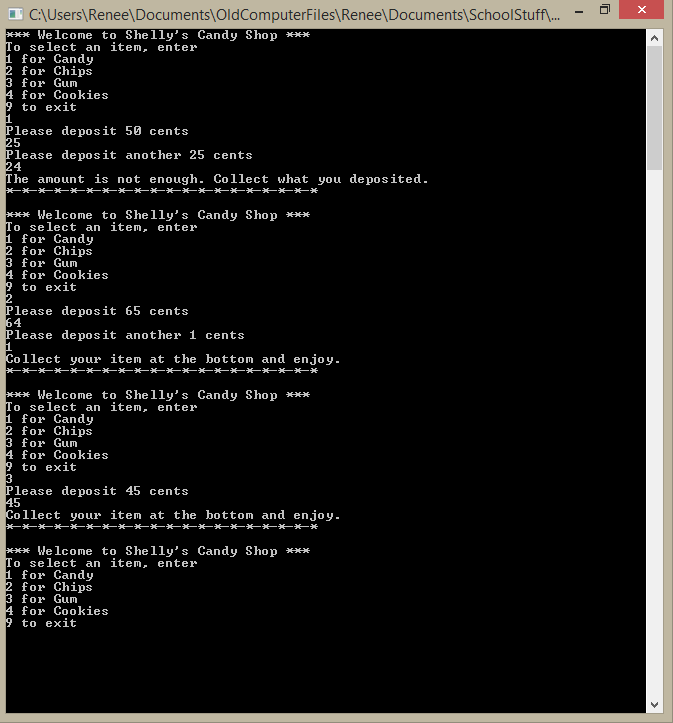 C:\Users\Renee\Documents\OldComputerFiles\Renee\Documents\SchoolStuff\...
*** Welcome to Shelly's Candy Shop ***
To select an item, enter
1 for Candy
2 for Chips
3 for Gum
4 for Cookies
9 to exit
1
Please deposit 50 cents
25
Please deposit another 25 cents
24
The amount is not enough. Collect what you deposited.
*-*-*-*-*-*-*-*-*-*-*-*-*-*-*-*-*-*-*-*
*** Welcome to Shelly's Candy Shop ***
To select an item, enter
1 for Candy
2 for Chips
3 for Gum
4 for Cookies
9 to exit
2
Please deposit 65 cents
64
Please deposit another 1 cents
1
Collect your item at the bottom and enjoy.
*-*-*-*-*-*-*-*-*-*-*-*-*-*-*-*-*-*-*-*
*** Welcome to Shelly's Candy Shop ***
To select an item, enter
1 for Candy
2 for Chips
3 for Gum
4 for Cookies
9 to exit
3
Please deposit 45 cents
45
Collect your item at the bottom and enjoy.
*-*-*-*-*-*-*-*-*-*-*-*-*-*-*-*-*-*-*-*
*** Welcome to Shelly's Candy Shop ***
To select an item, enter
1 for Candy
2 for Chips
3 for Gum
4 for Cookies
9 to exit